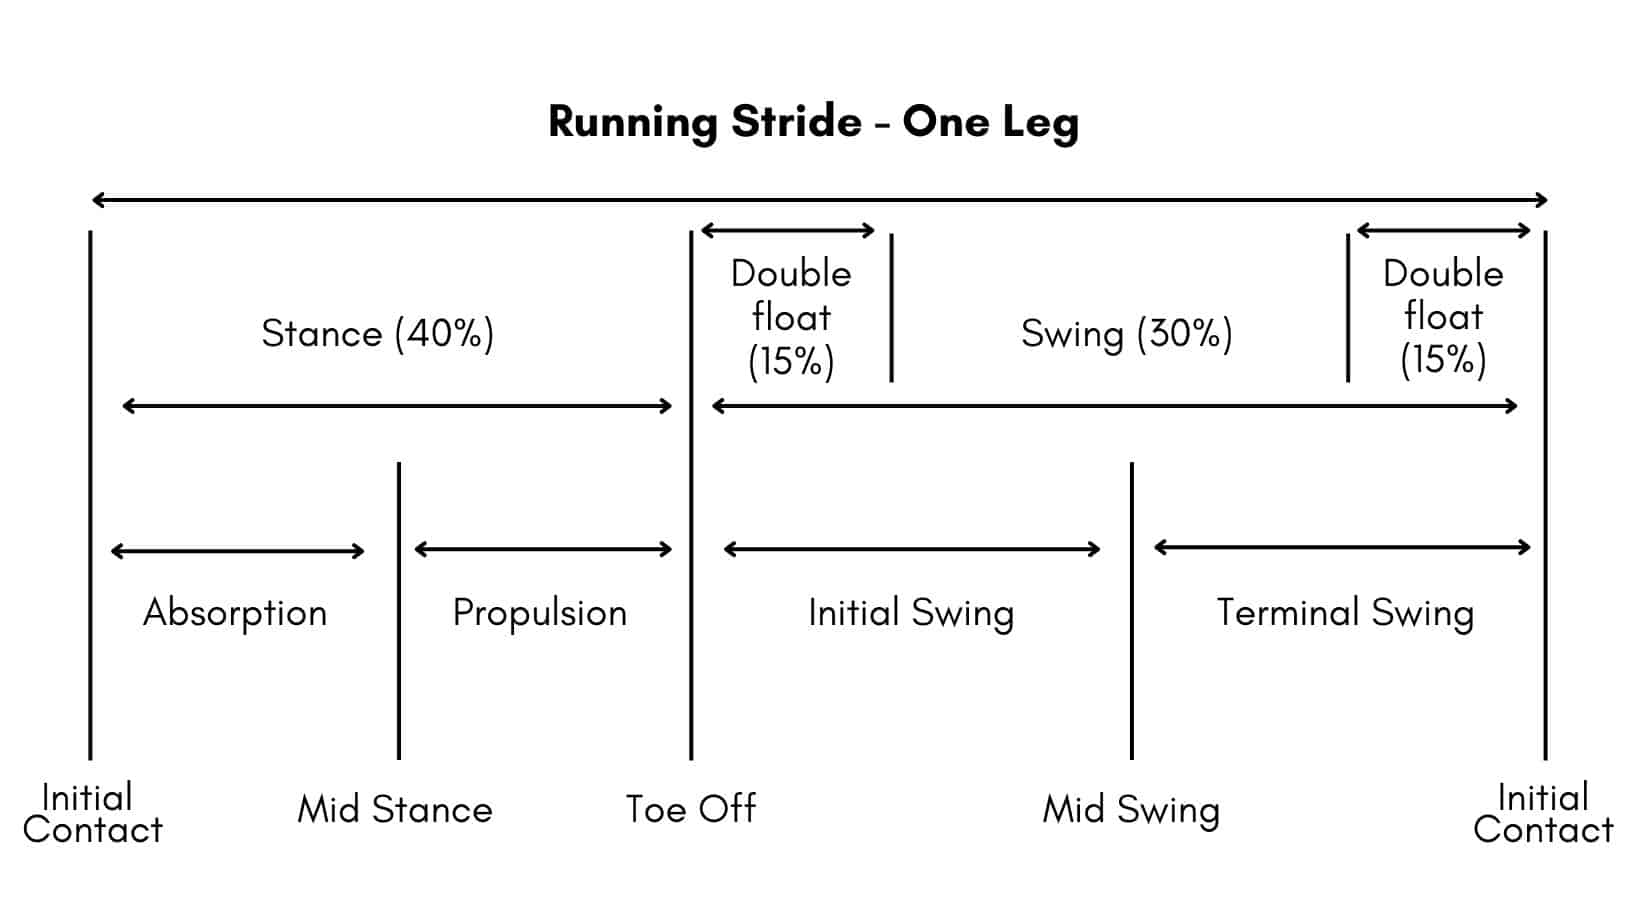 Running Stride - One Leg
Stance (40%)
Double
float
(15%)
Swing (30%)
Double
float
(15%)
Absorption
Propulsion
Initial Swing
Terminal Swing
Initial
Contact
Mid Stance
Toe Off
Mid Swing
Initial
Contact